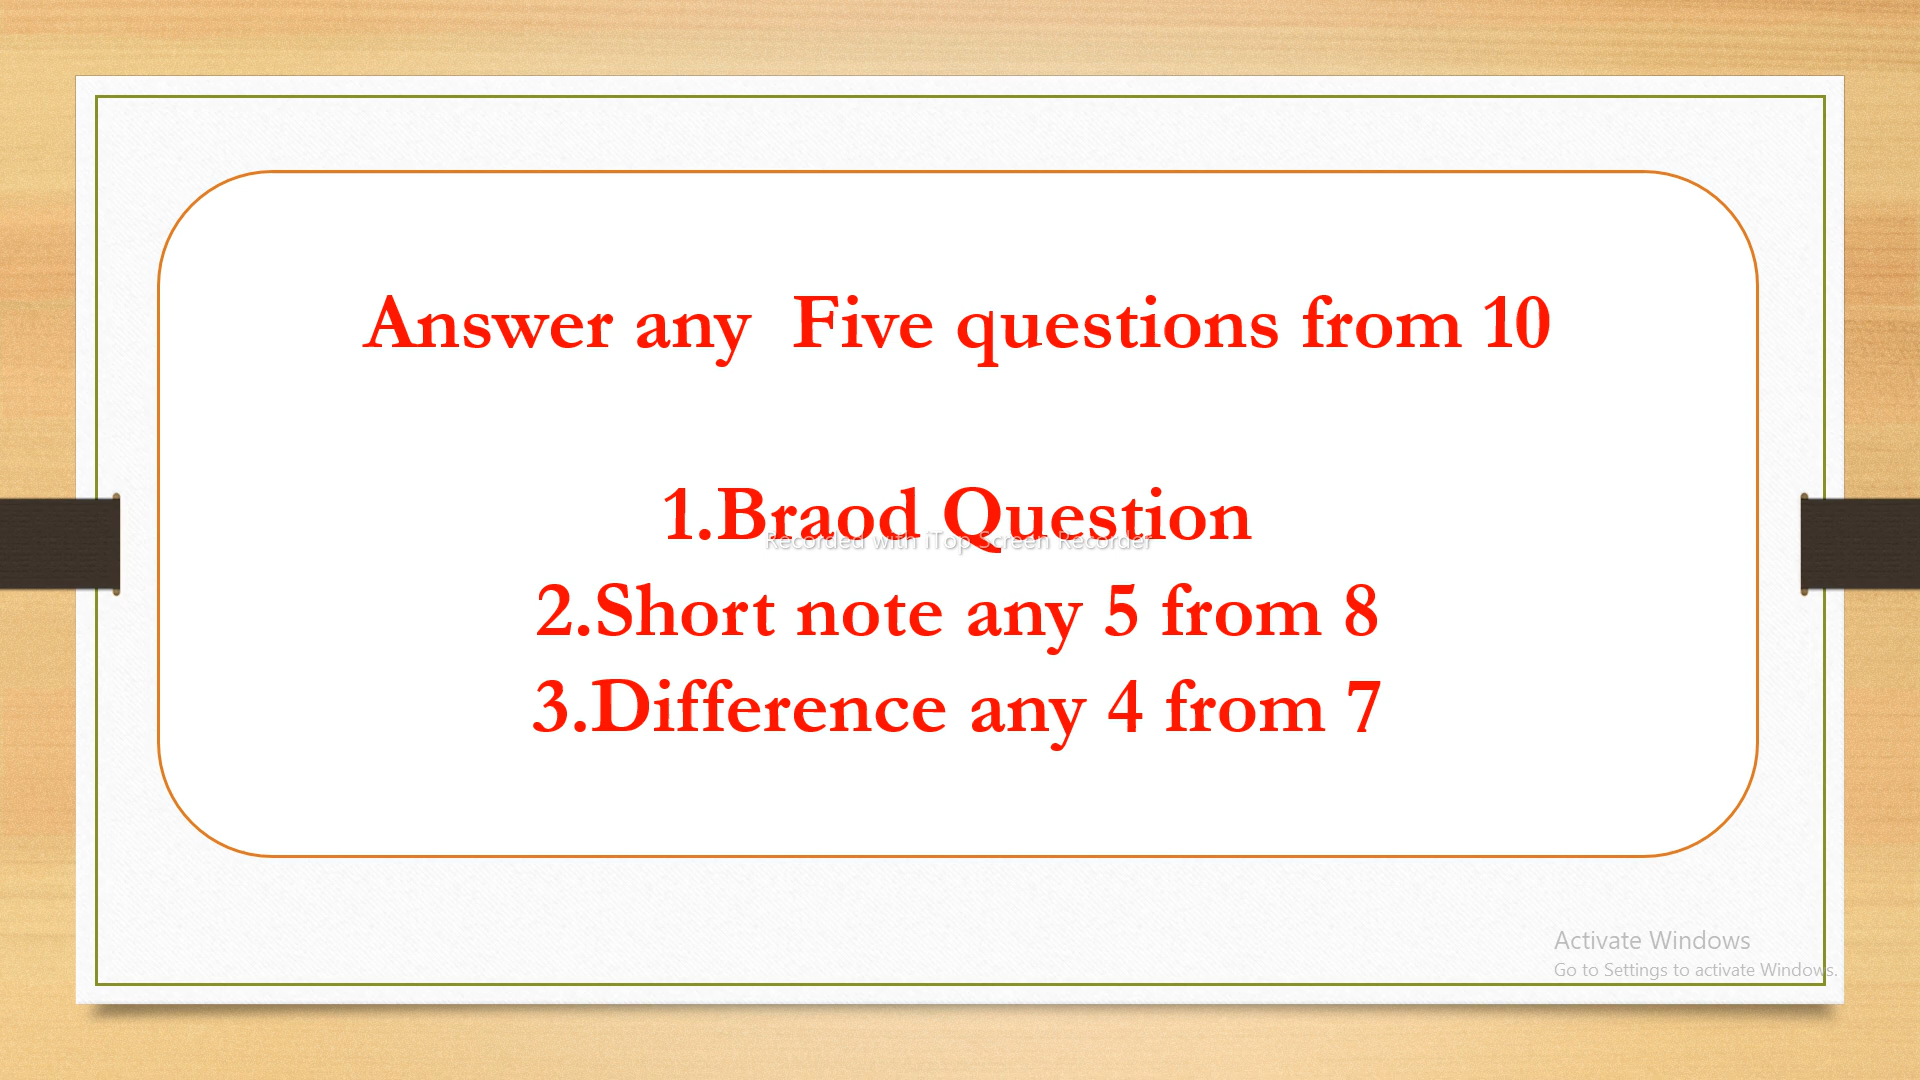 Answer any Five questions from 10
1.Braod Question
Recorded with iTop Screen Recorder
2.Short note any 5 from 8
3.Difference any 4 from 7
Activate Windows
Go to Settings to activate Windows.